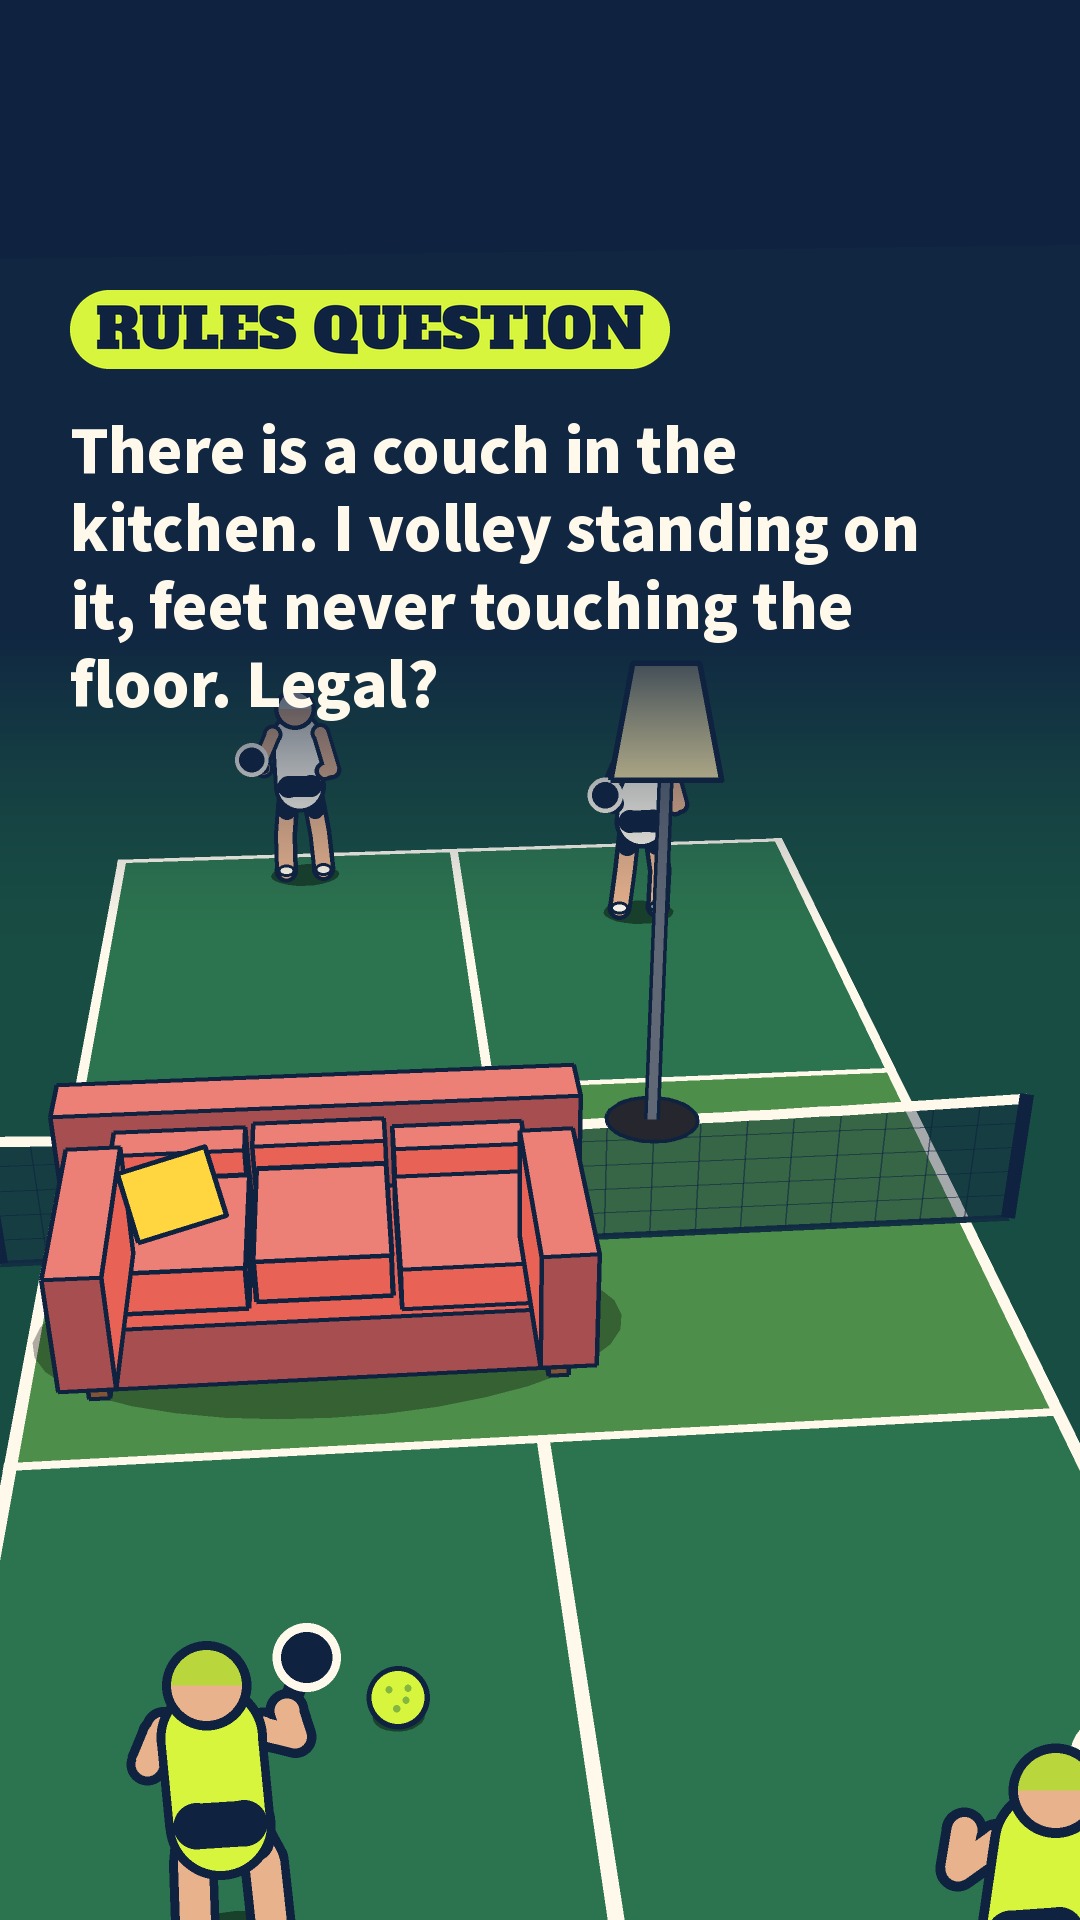 RULES QUESTION
There is a couch in the
kitchen. I volley standing on
it, feet never touching the
floor. Legal?